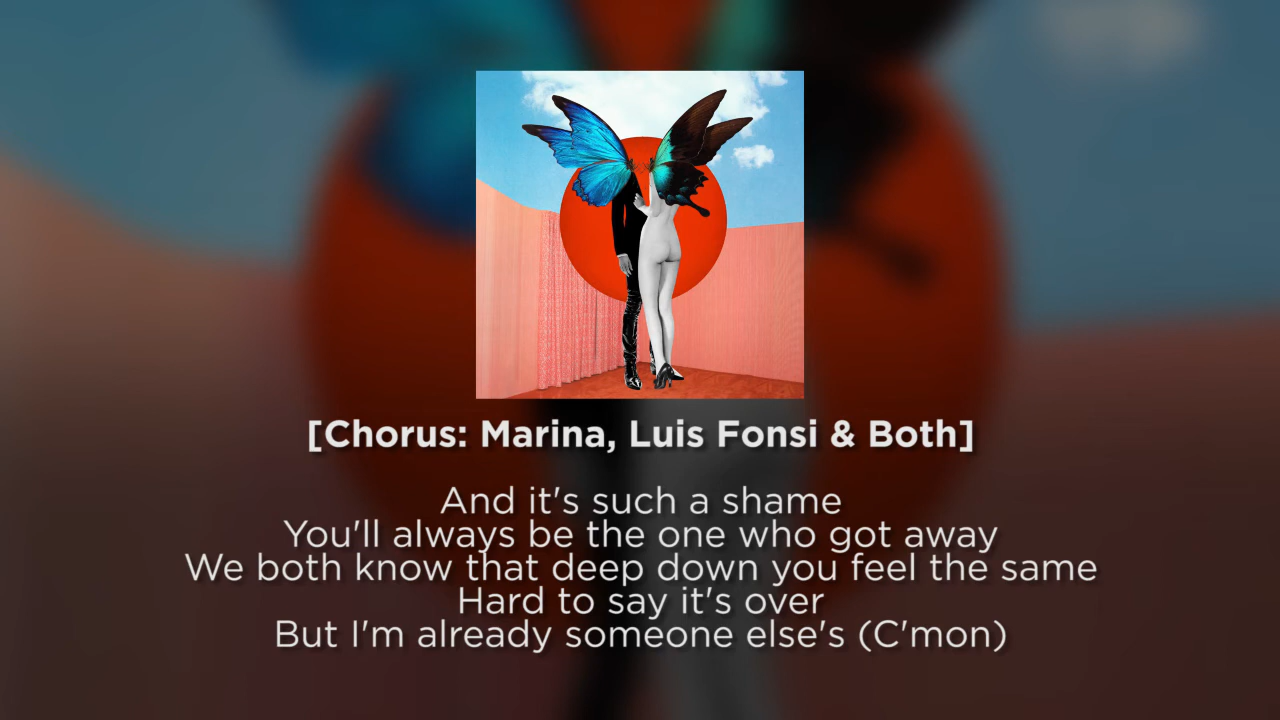 [Chorus: Marina, Luis Fonsi & Both]
And it's such a shame
You'll always be the one who got away
We both know that deep down you feel the same
Hard to say it's over
But I'm already someone else's (C'mon)